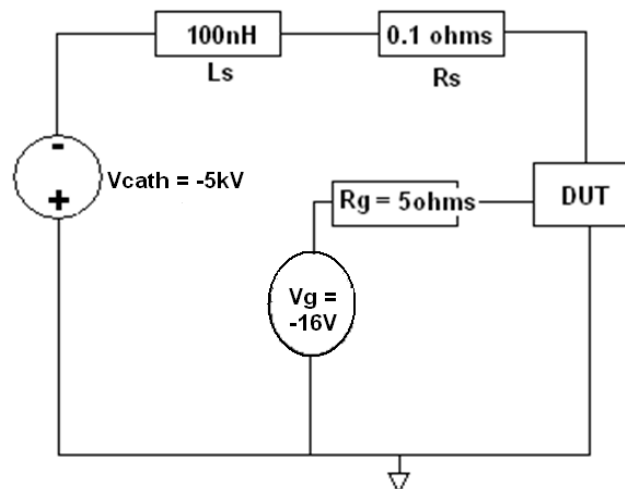 100nH
Ls
0.1 ohms
Rs
-
+
Vcath = -5kV
Rg = 5ohms
DUT
Vg =
-16V